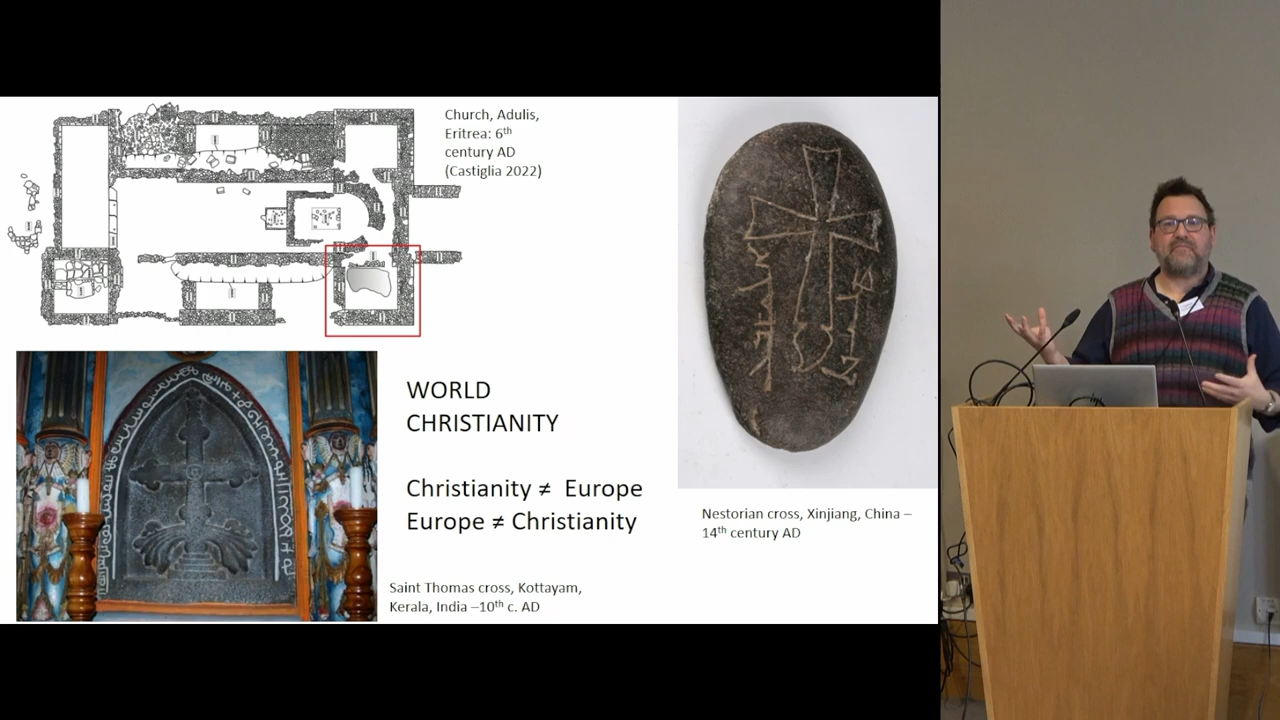 Church, Adulis,
Eritrea: 6th
century AD
(Castiglia 2022)
WORLD
CHRISTIANITY
Christianity ≠ Europe
Europe ≠ Christianity
Nestorian cross, Xinjiang, China –
14th century AD
Saint Thomas cross, Kottayam,
Kerala, India –10th c. AD